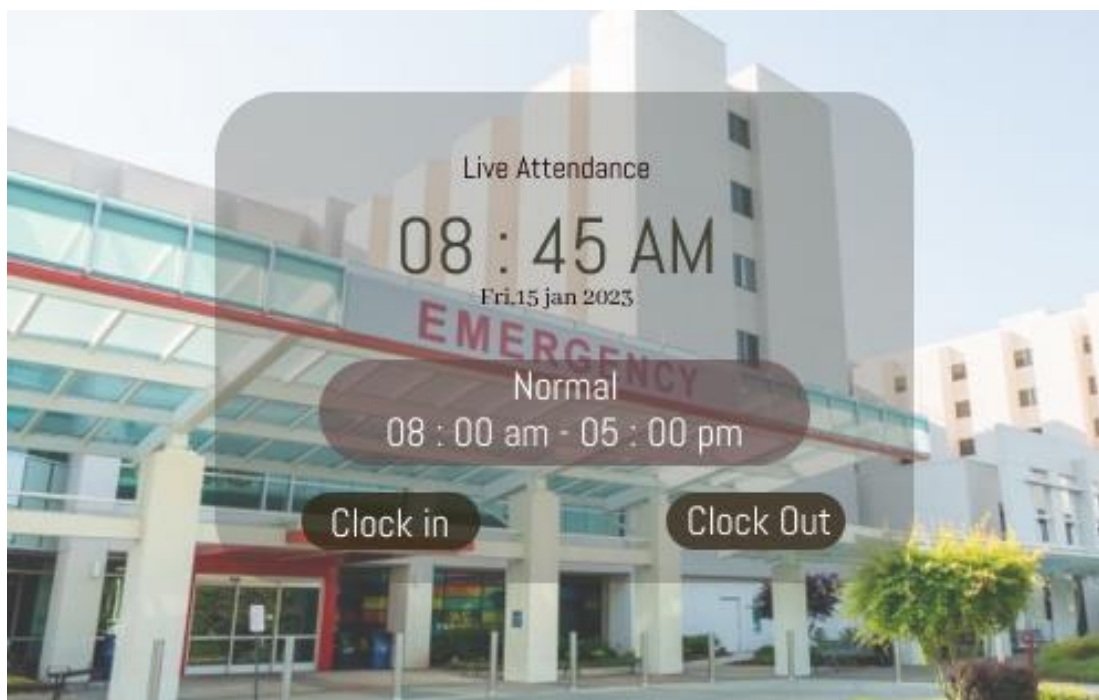 Live Attendance
08 : 45 AM
Fri,15 jan 2023
EMERGENCY
Normal
08 : 00 am - 05 : 00 pm
Clock in
Clock Out